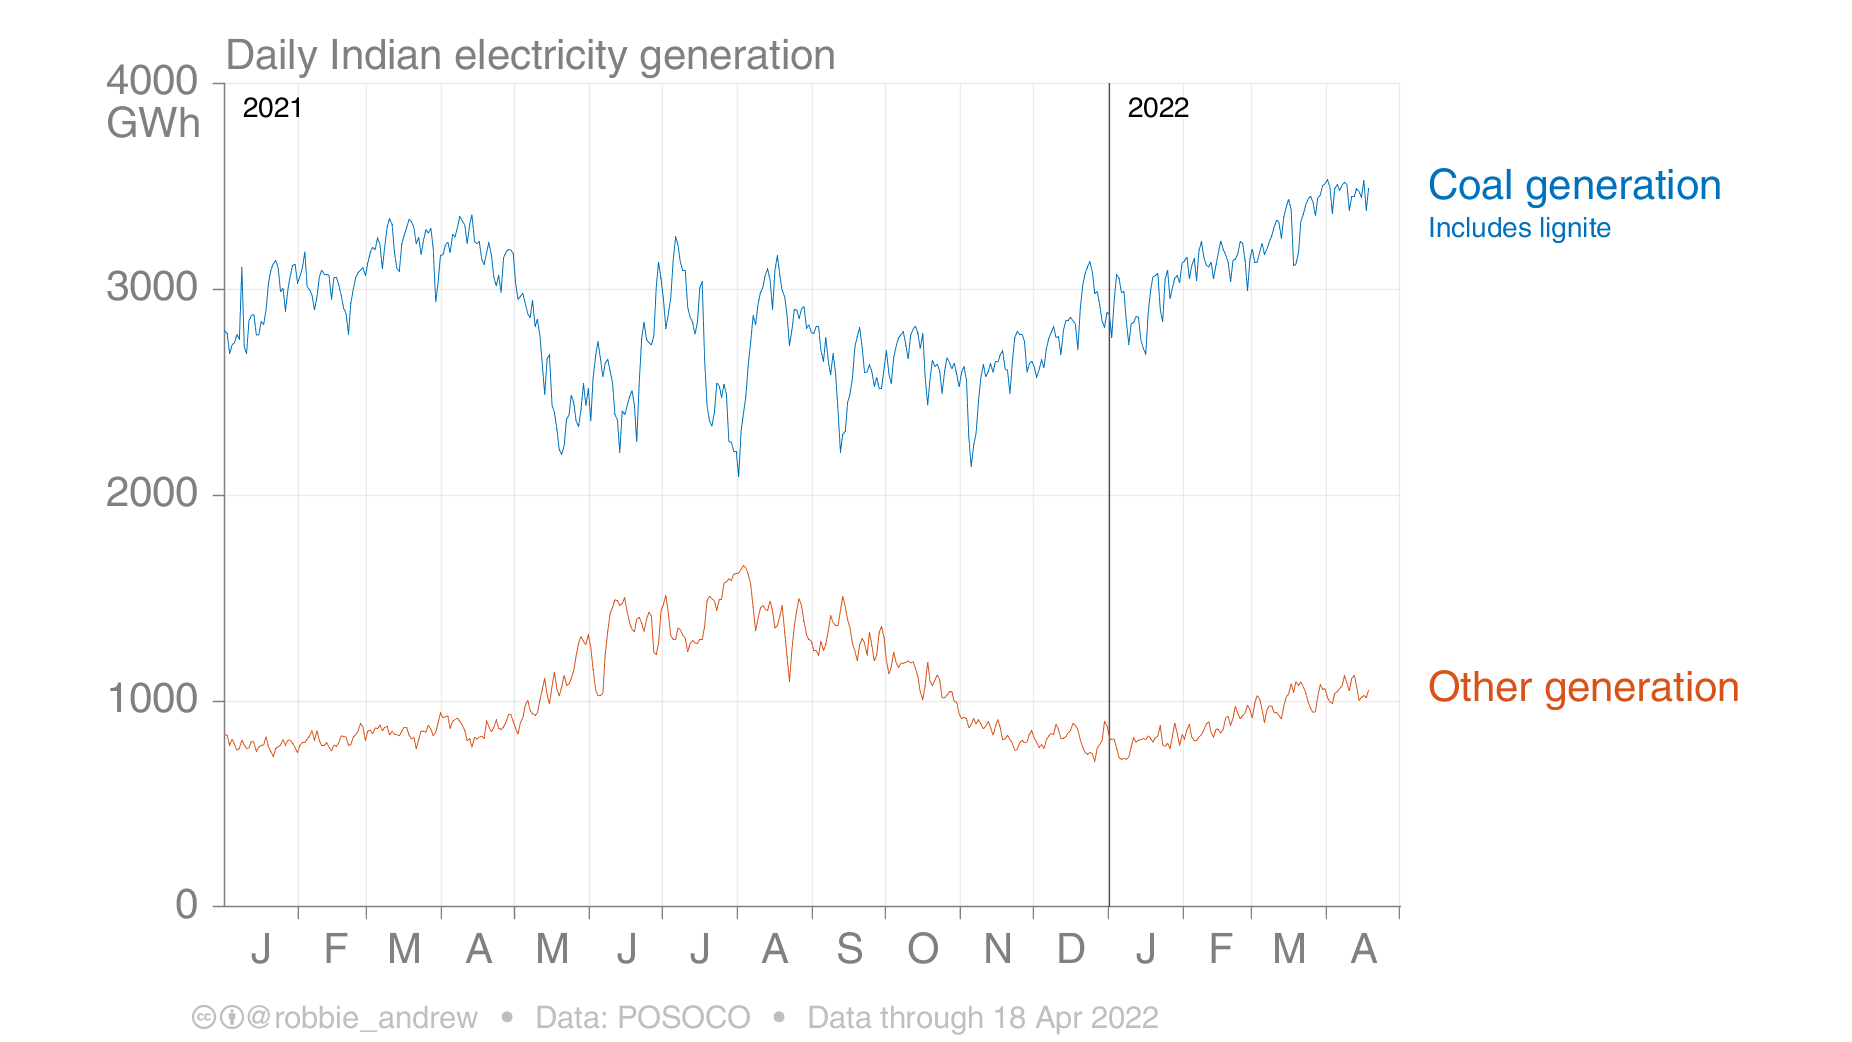 Daily Indian electricity generation
4000
GWh
2021
2022
Coal generation
Includes lignite
3000
2000
Other generation
1000
0
J F M A M J J A S O N D J F M A
cc @robbie_andrew • Data: POSOCO • Data through 18 Apr 2022